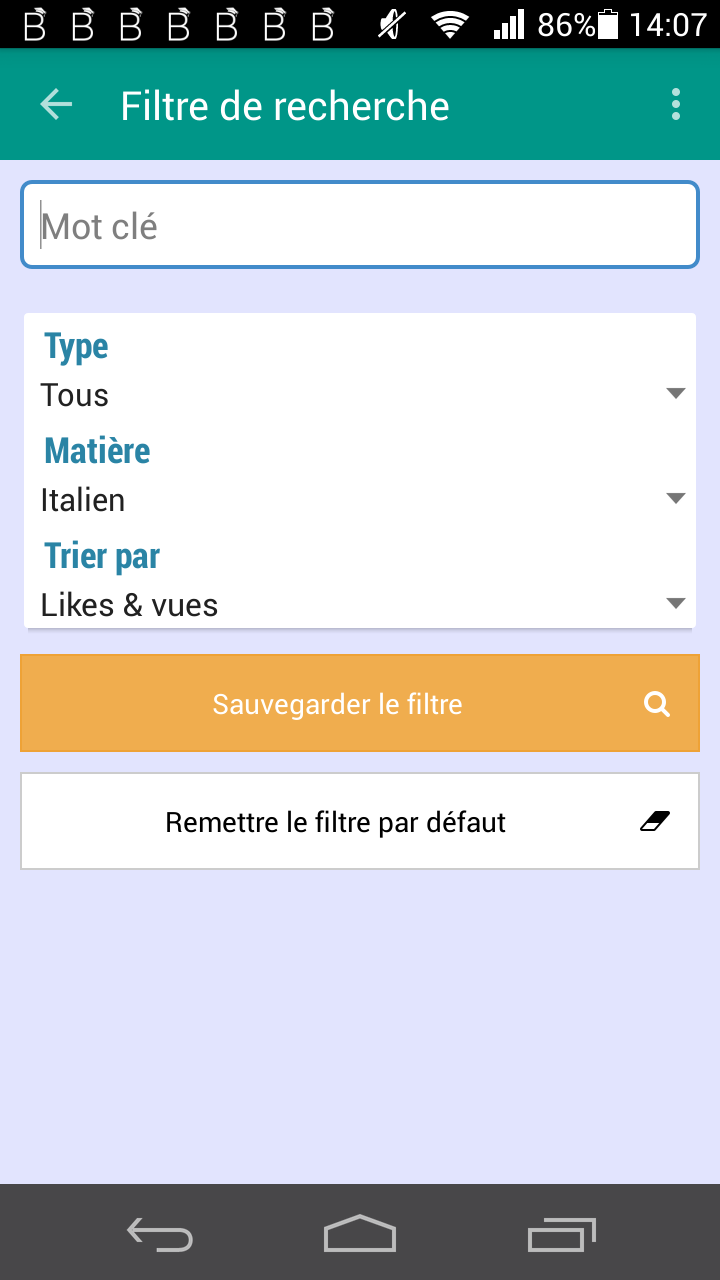 86% 14:07
Filtre de recherche
Mot clé
Type
Tous
Matière
Italien
Trier par
Likes & vues
Sauvegarder le filtre
Remettre le filtre par défaut